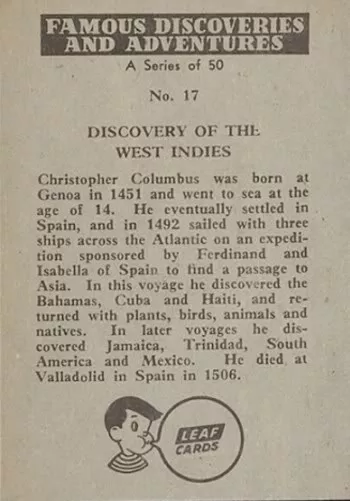 FAMOUS DISCOVERIES
AND ADVENTURES
A Series of 50
No. 17
DISCOVERY OF THE
WEST INDIES
Christopher Columbus was born at
Genoa in 1451 and went to sea at the
age of 14. He eventually settled in
Spain, and in 1492 sailed with three
ships across the Atlantic on an expedi-
tion sponsored by Ferdinand and
Isabella of Spain to find a passage to
Asia. In this voyage he discovered the
Bahamas, Cuba and Haiti, and re-
turned with plants, birds, animals and
natives. In later voyages he dis-
covered Jamaica, Trinidad, South
America and Mexico. He died at
Valladolid in Spain in 1506.
LEAF
CARDS